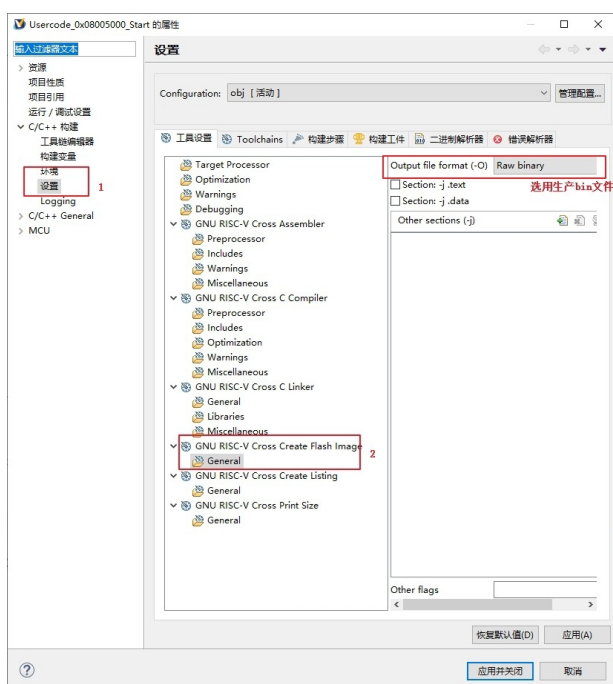 Usercode_0x08005000_Start 的属性
输入过滤器文本
设置
资源
项目性质
项目引用
运行 / 调试设置
C/C++ 构建
工具链编辑器
构建变量
环境
设置
1
Logging
C/C++ General
MCU
Configuration:
obj [ 活动 ]
管理配置...
工具设置
Toolchains
构建步骤
构建工件
二进制解析器
错误解析器
Target Processor
Optimization
Warnings
Debugging
GNU RISC-V Cross Assembler
Preprocessor
Includes
Warnings
Miscellaneous
GNU RISC-V Cross C Compiler
Preprocessor
Includes
Optimization
Warnings
Miscellaneous
GNU RISC-V Cross C Linker
General
Libraries
Miscellaneous
GNU RISC-V Cross Create Flash Image
2
General
GNU RISC-V Cross Create Listing
General
GNU RISC-V Cross Print Size
General
Output file format (-O)
Raw binary
Section: -j .text
选用生产bin文件
Section: -j .data
Other sections (-j)
Other flags
恢复默认值(D)
应用(A)
应用并关闭
取消